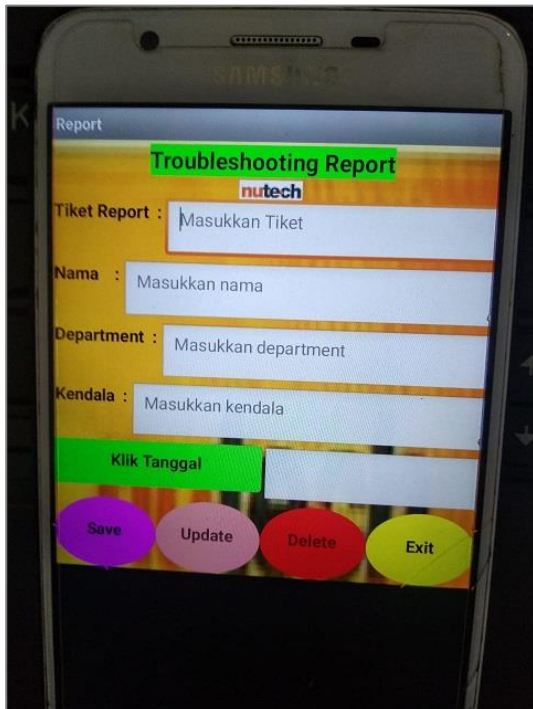 SAMSUNG
Report
Troubleshooting Report
nutech
Tiket Report :
Masukkan Tiket
Nama :
Masukkan nama
Department :
Masukkan department
Kendala :
Masukkan kendala
Klik Tanggal
Save
Update
Delete
Exit